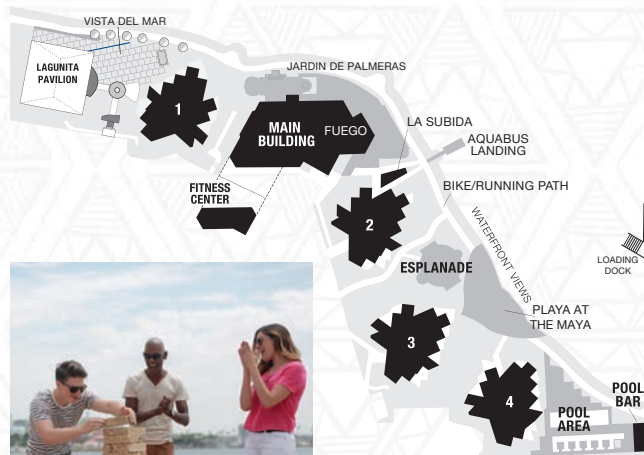 VISTA DEL MAR
LAGUNITA
PAVILION
1
JARDIN DE PALMERAS
MAIN
BUILDING
FUEGO
LA SUBIDA
AQUABUS
LANDING
FITNESS
CENTER
BIKE/RUNNING PATH
2
WATERFRONT VIEWS
LOADING
DOCK
ESPLANADE
PLAYA AT
THE MAYA
3
4
POOL
AREA
POOL
BAR